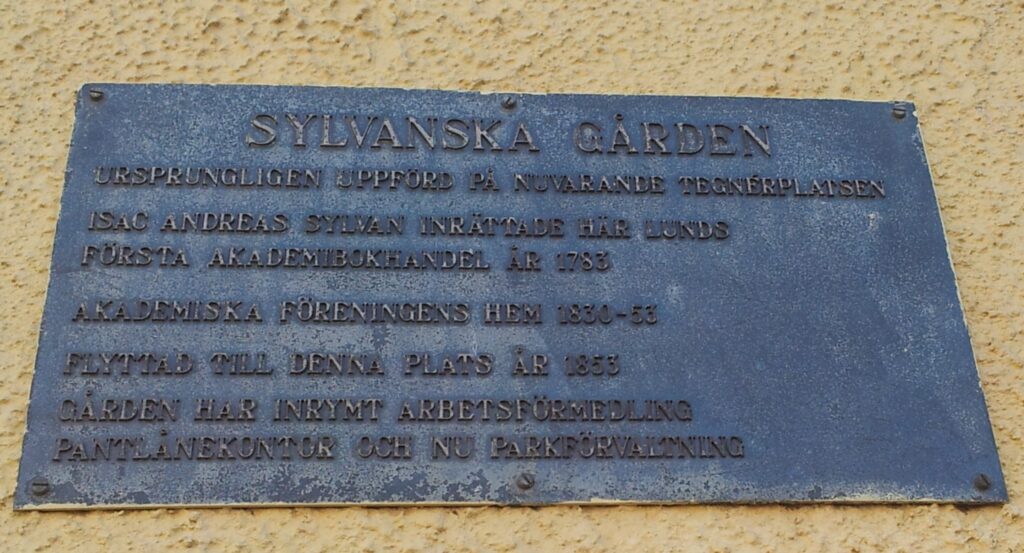 SYLVANSKA GÅRDEN
URSPRUNGLIGEN UPPFÖRD PÅ NUVARANDE TEGNÉRPLATSEN
ISAC ANDREAS SYLVAN INRÄTTADE HÄR LUNDS
FÖRSTA AKADEMIBOKHANDEL ÅR 1783
AKADEMISKA FÖRENINGENS HEM 1830-53
FLYTTAD TILL DENNA PLATS ÅR 1853
GÅRDEN HAR INRYMT ARBETSFÖRMEDLING
PANTLÅNEKONTOR OCH NU PARKFÖRVALTNING